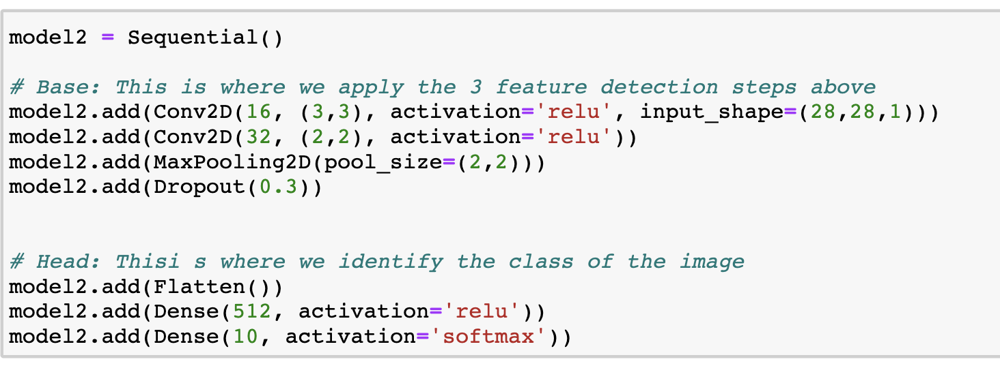 model2 = Sequential()
# Base: This is where we apply the 3 feature detection steps above
model2.add(Conv2D(16, (3,3), activation='relu', input_shape=(28,28,1)))
model2.add(Conv2D(32, (2,2), activation='relu'))
model2.add(MaxPooling2D(pool_size=(2,2)))
model2.add(Dropout(0.3))
# Head: Thisi s where we identify the class of the image
model2.add(Flatten())
model2.add(Dense(512, activation='relu'))
model2.add(Dense(10, activation='softmax'))